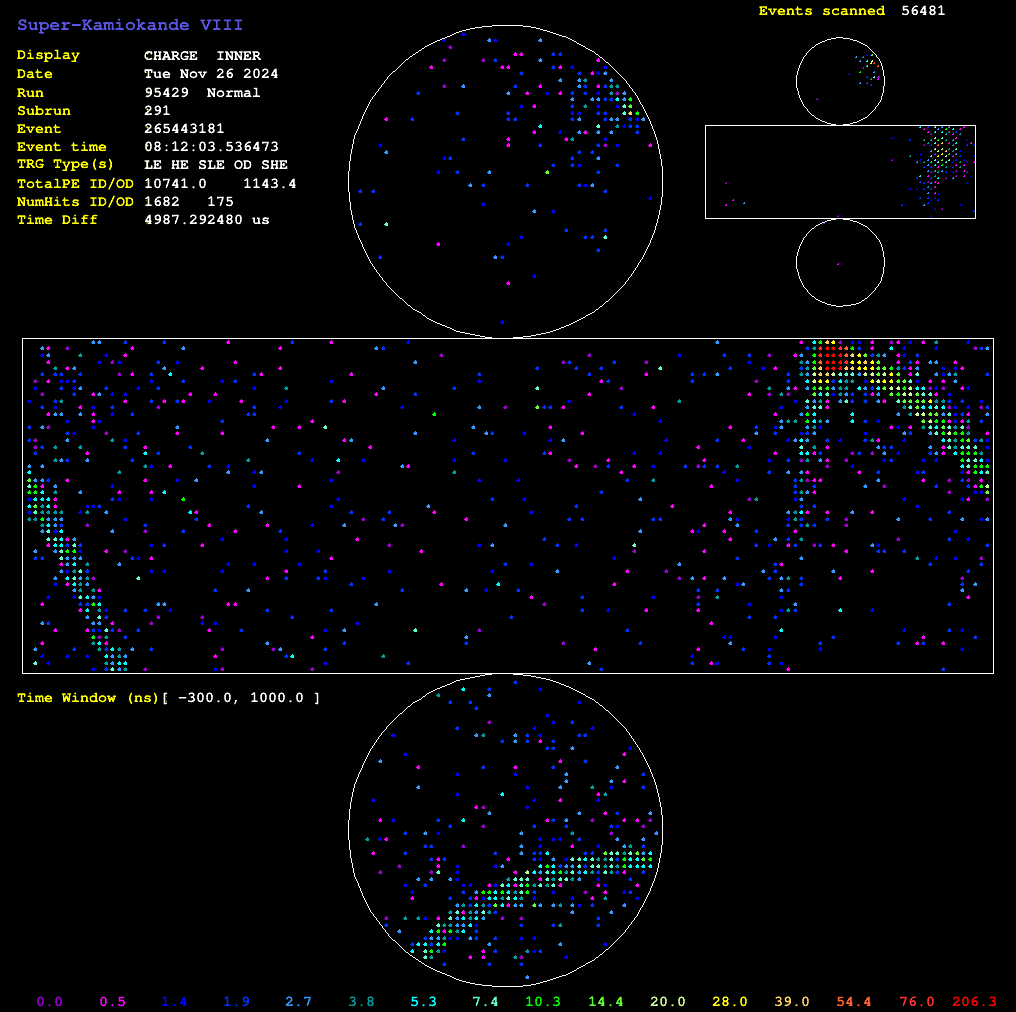 Super-Kamiokande VIII
Events scanned 56481
Display CHARGE INNER
Date Tue Nov 26 2024
Run 95429 Normal
Subrun 291
Event 265443181
Event time 08:12:03.536473
TRG Type(s) LE HE SLE OD SHE
TotalPE ID/OD 10741.0 1143.4
NumHits ID/OD 1682 175
Time Diff 4987.292480 us
Time Window (ns)[ -300.0, 1000.0 ]
0.0 0.5 1.4 1.9 2.7 3.8 5.3 7.4 10.3 14.4 20.0 28.0 39.0 54.4 76.0 206.3